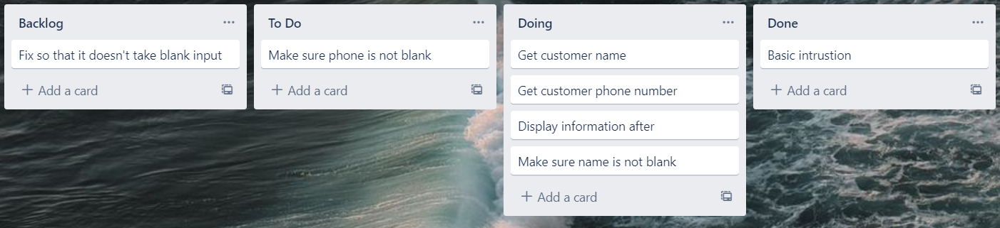 Backlog
Fix so that it doesn't take blank input
Add a card
To Do
Make sure phone is not blank
Add a card
Doing
Get customer name
Get customer phone number
Display information after
Make sure name is not blank
Add a card
Done
Basic intrustion
Add a card